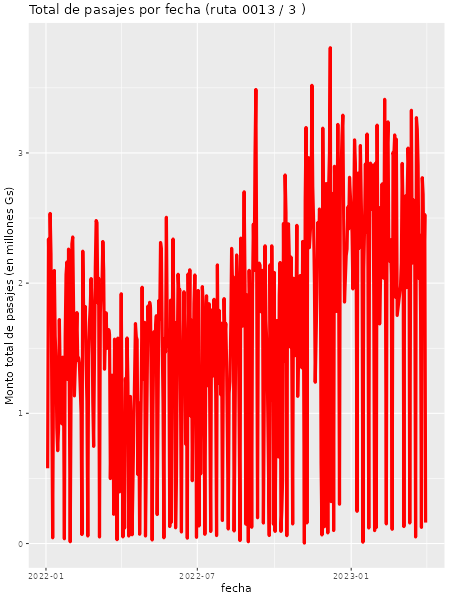 Total de pasajes por fecha (ruta 0013 / 3 )
Monto total de pasajes (en millones Gs)
3
2
1
0
2022-01
2022-07
2023-01
fecha